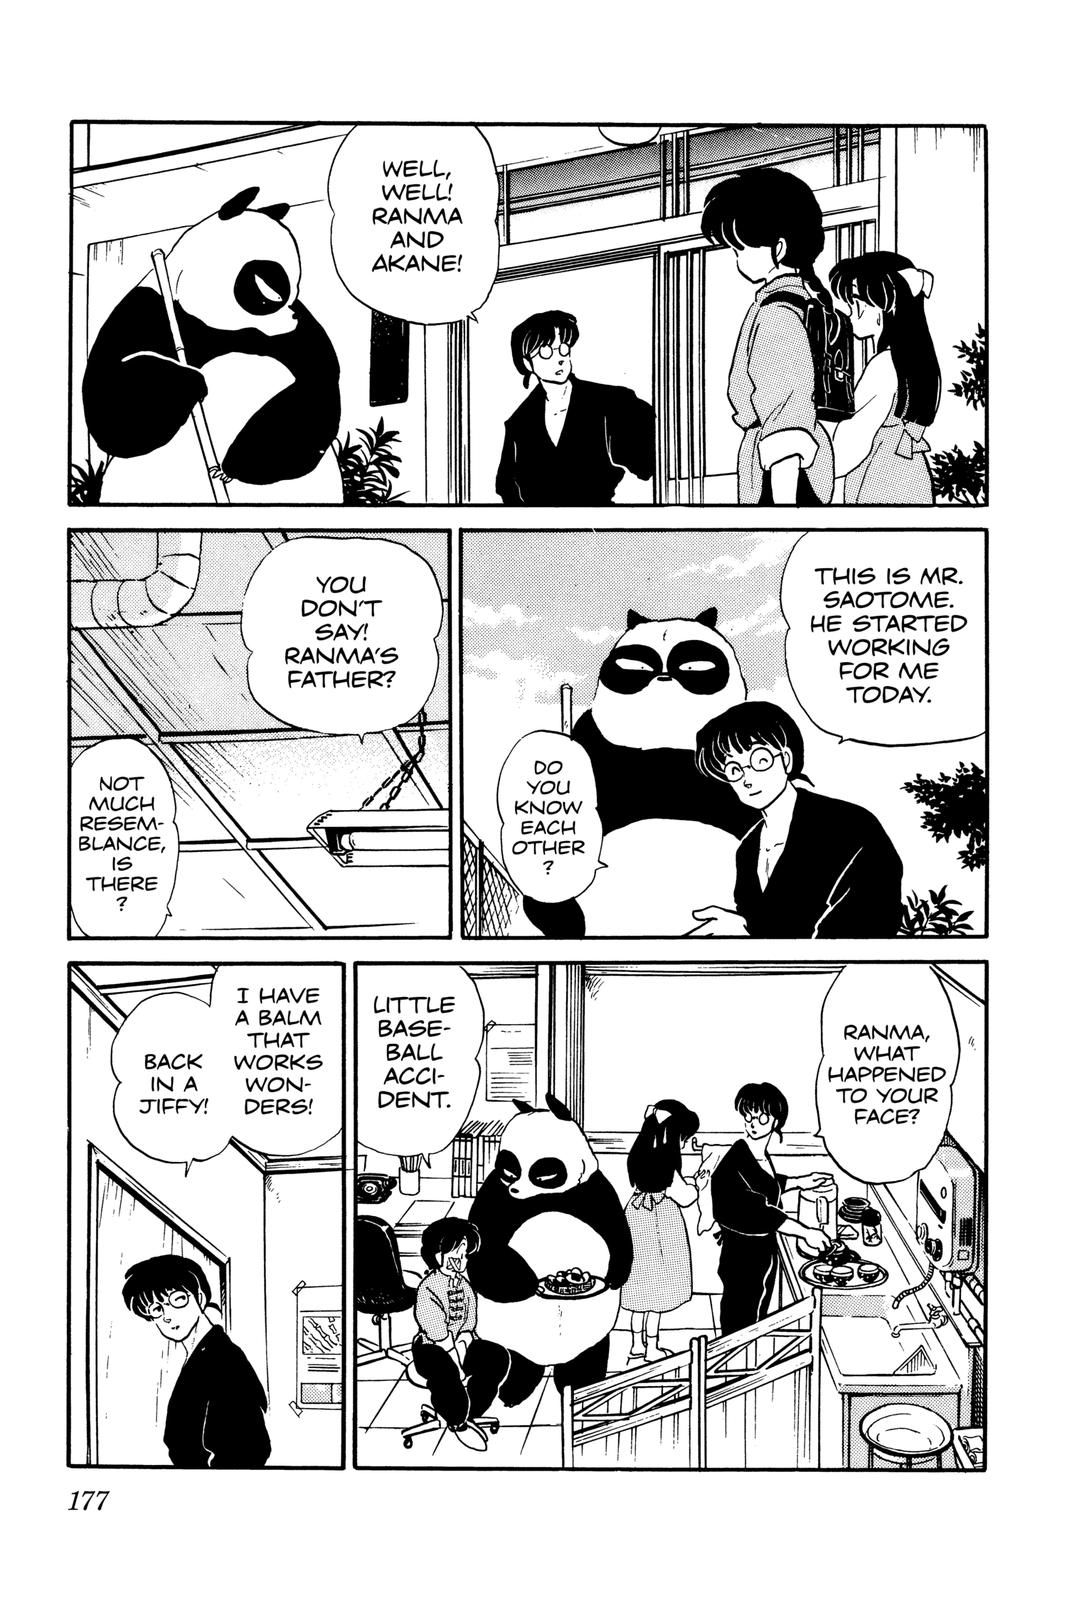 WELL,
WELL!
RANMA
AND
AKANE!
THIS IS MR.
SAOTOME.
HE STARTED
WORKING
FOR ME
TODAY.
DO
YOU
KNOW
EACH
OTHER
?
YOU
DON'T
SAY!
RANMA'S
FATHER?
NOT
MUCH
RESEM-
BLANCE,
IS
THERE
?
RANMA,
WHAT
HAPPENED
TO YOUR
FACE?
LITTLE
BASE-
BALL
ACCI-
DENT.
I HAVE
A BALM
THAT
WORKS
WON-
DERS!
BACK
IN A
JIFFY!
177